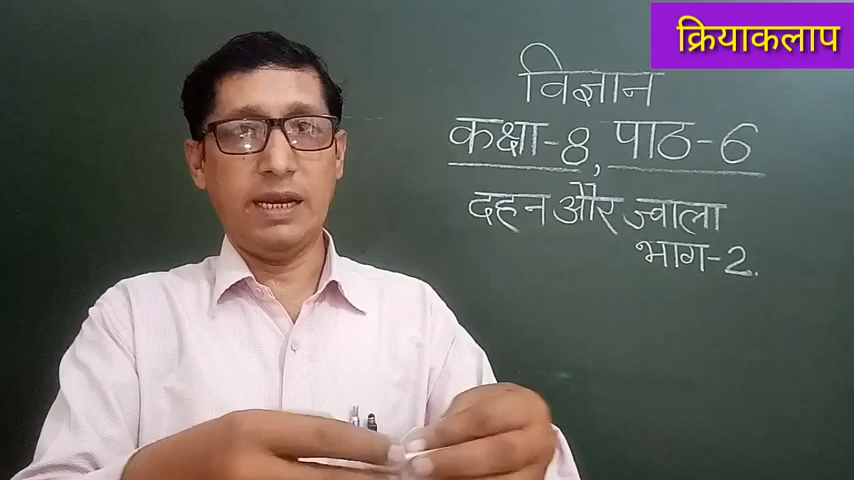 क्रियाकलाप
विज्ञान
कक्षा-8, पाठ-6
दहन और ज्वाला
भाग-2.